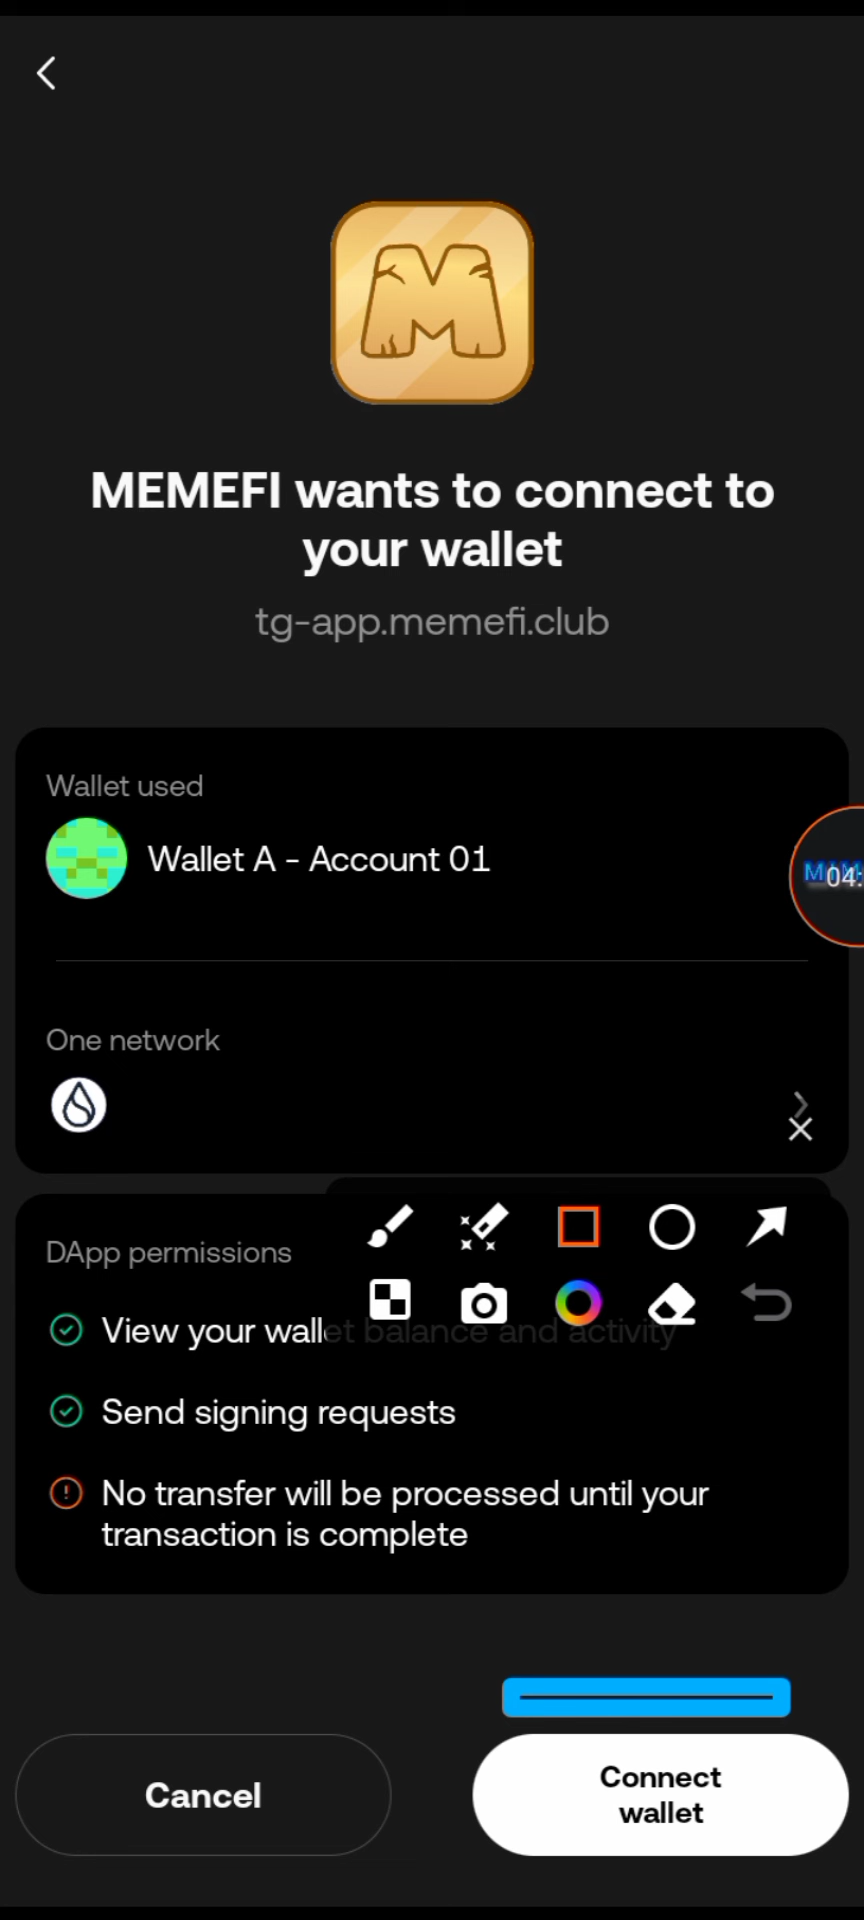 M
MEMEFI wants to connect to
your wallet
tg-app.memefi.club
Wallet used
Wallet A - Account 01
04:
One network
DApp permissions
View your wallet balance and activity
Send signing requests
No transfer will be processed until your
transaction is complete
Cancel
Connect
wallet